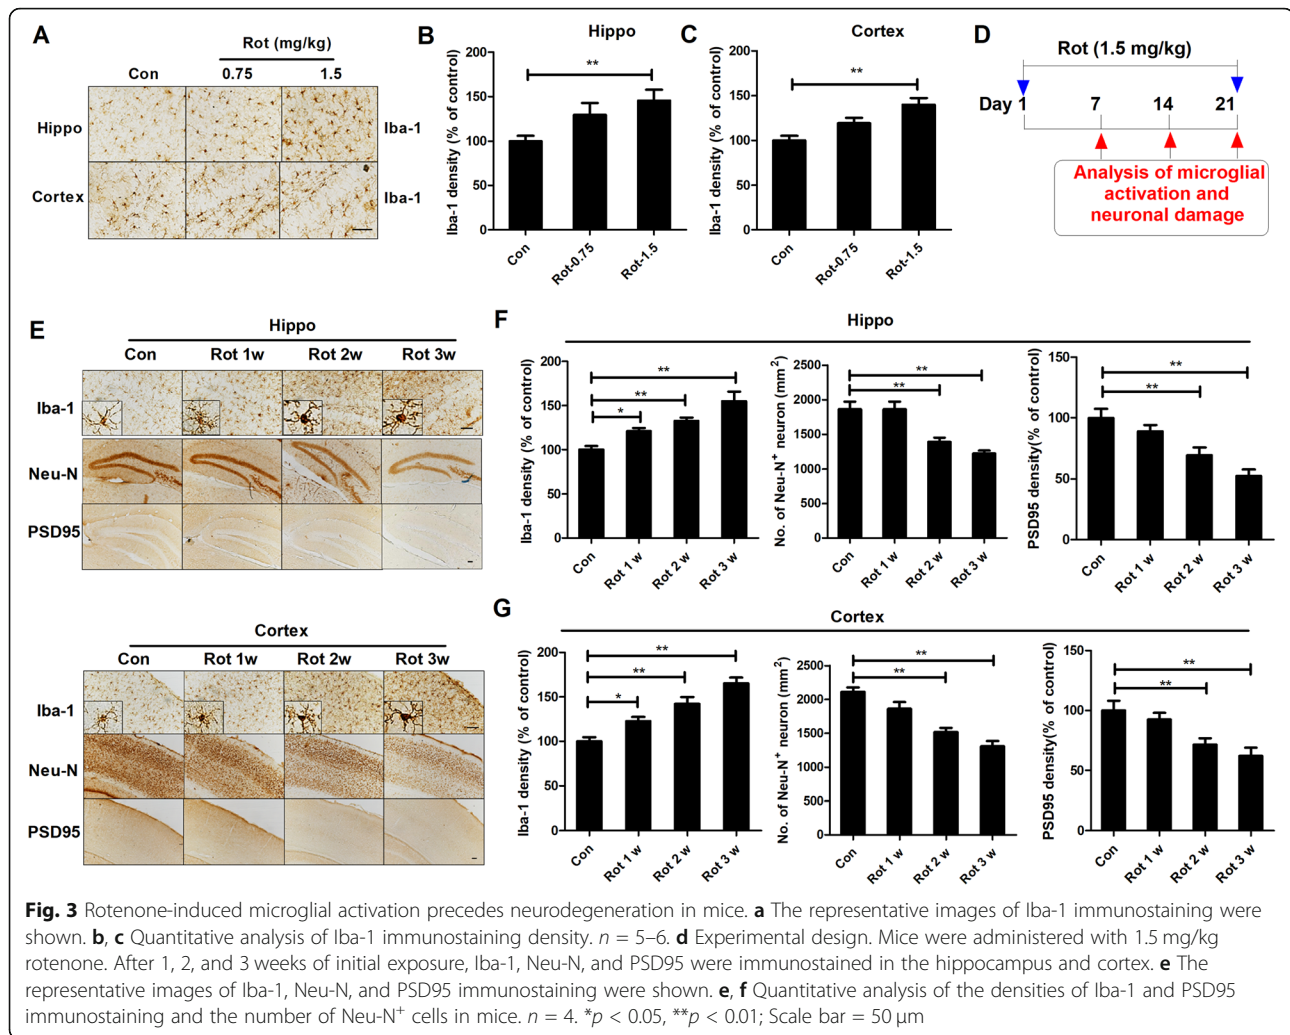 A
Rot (mg/kg)
Con 0.75 1.5
Hippo Iba-1
Cortex Iba-1
B
Hippo
Iba-1 density (% of control)
200
150
100
50
0
**
Con Rot-0.75 Rot-1.5
C
Cortex
Iba-1 density (% of control)
200
150
100
50
0
**
Con Rot-0.75 Rot-1.5
D
Rot (1.5 mg/kg)
Day 1 7 14 21
Analysis of microglial
activation and
neuronal damage
E
Hippo
Con Rot 1w Rot 2w Rot 3w
Iba-1
Neu-N
PSD95
Cortex
Con Rot 1w Rot 2w Rot 3w
Iba-1
Neu-N
PSD95
F
Hippo
Iba-1 density (% of control)
200
150
100
50
0
**
**
*
Con Rot 1 w Rot 2 w Rot 3 w
No. of Neu-N+ neuron (mm2)
2500
2000
1500
1000
500
0
**
**
Con Rot 1 w Rot 2 w Rot 3 w
PSD95 density(% of control)
150
100
50
0
**
**
Con Rot 1 w Rot 2 w Rot 3 w
G
Cortex
Iba-1 density (% of control)
200
150
100
50
0
**
**
*
Con Rot 1 w Rot 2 w Rot 3 w
No. of Neu-N+ neuron (mm2)
2500
2000
1500
1000
500
0
**
**
Con Rot 1 w Rot 2 w Rot 3 w
PSD95 density(% of control)
150
100
50
0
**
**
Con Rot 1 w Rot 2 w Rot 3 w
Fig. 3 Rotenone-induced microglial activation precedes neurodegeneration in mice. a The representative images of Iba-1 immunostaining were
shown. b, c Quantitative analysis of Iba-1 immunostaining density. n = 5–6. d Experimental design. Mice were administered with 1.5 mg/kg
rotenone. After 1, 2, and 3 weeks of initial exposure, Iba-1, Neu-N, and PSD95 were immunostained in the hippocampus and cortex. e The
representative images of Iba-1, Neu-N, and PSD95 immunostaining were shown. e, f Quantitative analysis of the densities of Iba-1 and PSD95
immunostaining and the number of Neu-N+ cells in mice. n = 4. *p < 0.05, **p < 0.01; Scale bar = 50 μm